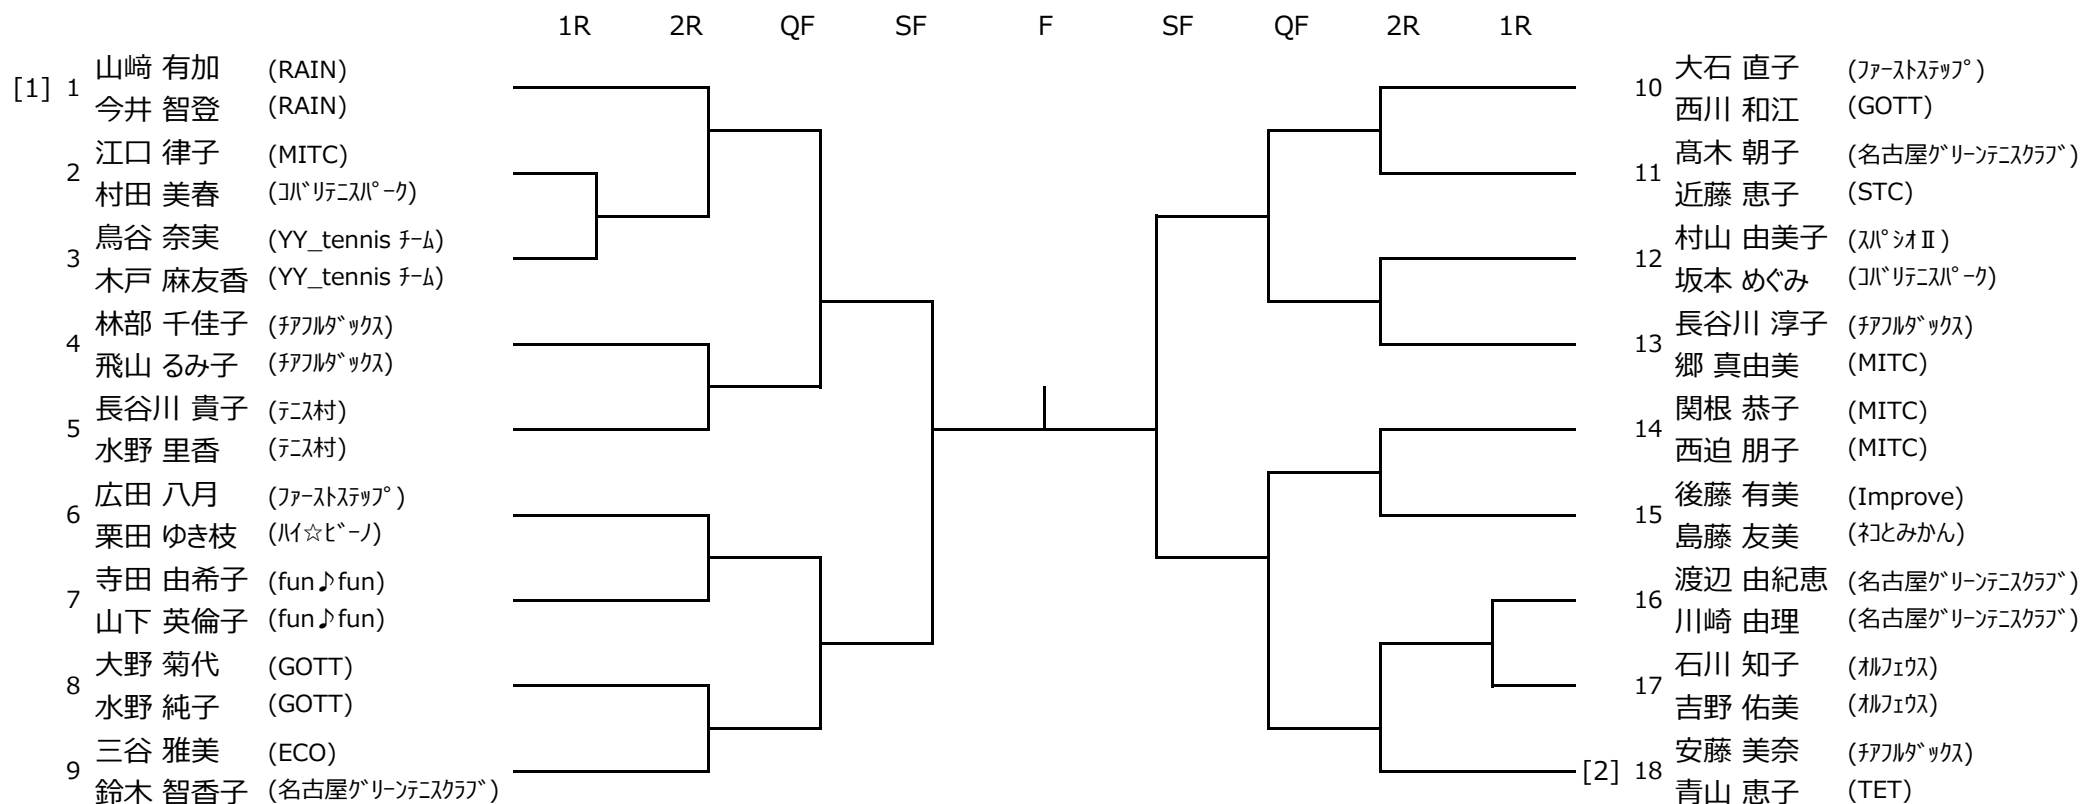 1R 2R QF SF F SF QF 2R 1R
[1] 1
山﨑 有加 (RAIN)
今井 智登 (RAIN)
2
江口 律子 (MITC)
村田 美春 (ｺﾊﾞﾘﾃﾆｽﾊﾟｰｸ)
3
鳥谷 奈実 (YY_tennis ﾁｰﾑ)
木戸 麻友香 (YY_tennis ﾁｰﾑ)
4
林部 千佳子 (ﾁｱﾌﾙﾀﾞｯｸｽ)
飛山 るみ子 (ﾁｱﾌﾙﾀﾞｯｸｽ)
5
長谷川 貴子 (ﾃﾆｽ村)
水野 里香 (ﾃﾆｽ村)
6
広田 八月 (ﾌｧｰｽﾄｽﾃｯﾌﾟ)
栗田 ゆき枝 (ﾊｲ☆ﾋﾞｰﾉ)
7
寺田 由希子 (fun♪fun)
山下 英倫子 (fun♪fun)
8
大野 菊代 (GOTT)
水野 純子 (GOTT)
9
三谷 雅美 (ECO)
鈴木 智香子 (名古屋ｸﾞﾘｰﾝﾃﾆｽｸﾗﾌﾞ)
10
大石 直子 (ﾌｧｰｽﾄｽﾃｯﾌﾟ)
西川 和江 (GOTT)
11
髙木 朝子 (名古屋ｸﾞﾘｰﾝﾃﾆｽｸﾗﾌﾞ)
近藤 恵子 (STC)
12
村山 由美子 (ｽﾊﾟｼｵⅡ)
坂本 めぐみ (ｺﾊﾞﾘﾃﾆｽﾊﾟｰｸ)
13
長谷川 淳子 (ﾁｱﾌﾙﾀﾞｯｸｽ)
郷 真由美 (MITC)
14
関根 恭子 (MITC)
西迫 朋子 (MITC)
15
後藤 有美 (Improve)
島藤 友美 (ﾈｺとみかん)
16
渡辺 由紀恵 (名古屋ｸﾞﾘｰﾝﾃﾆｽｸﾗﾌﾞ)
川崎 由理 (名古屋ｸﾞﾘｰﾝﾃﾆｽｸﾗﾌﾞ)
17
石川 知子 (ｵﾙﾌｪｳｽ)
吉野 佑美 (ｵﾙﾌｪｳｽ)
[2] 18
安藤 美奈 (ﾁｱﾌﾙﾀﾞｯｸｽ)
青山 恵子 (TET)